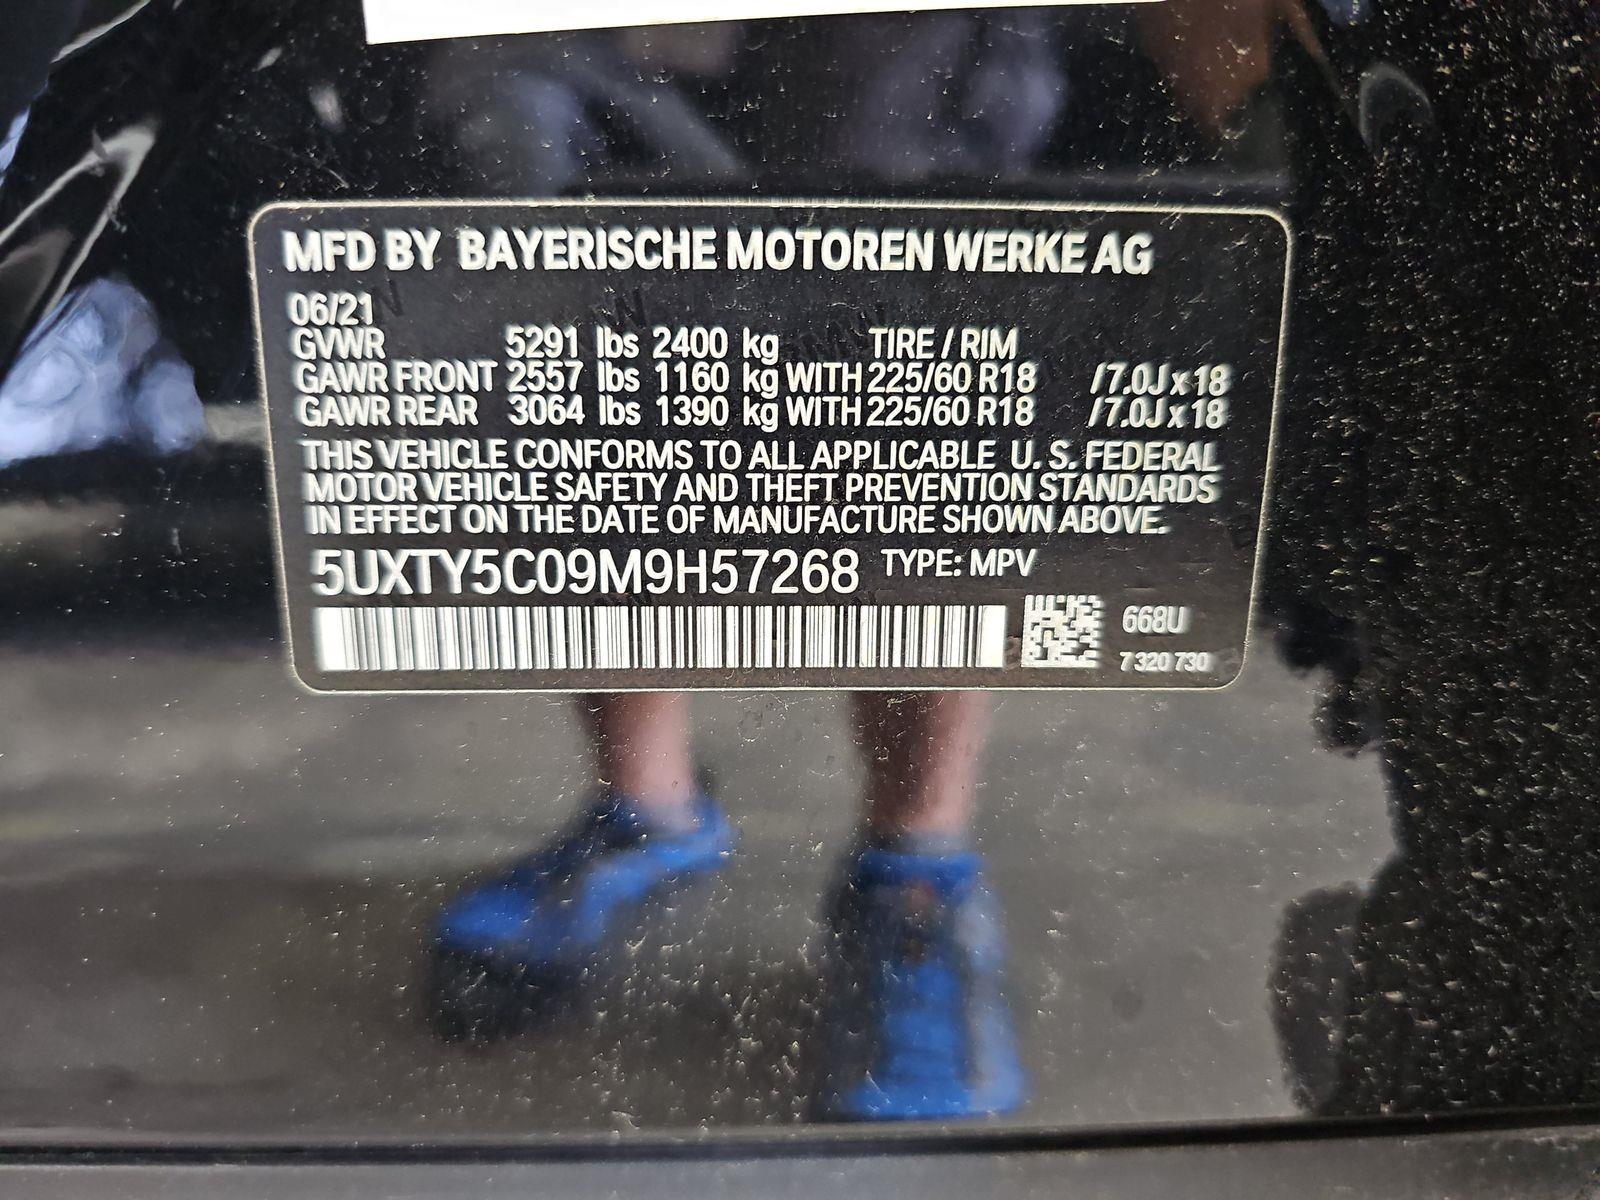 MFD BY BAYERISCHE MOTOREN WERKE AG
06/21
GVWR 5291 lbs 2400 kg TIRE / RIM
GAWR FRONT 2557 lbs 1160 kg WITH 225/60 R18 / 7.0J x 18
GAWR REAR 3064 lbs 1390 kg WITH 225/60 R18 / 7.0J x 18
THIS VEHICLE CONFORMS TO ALL APPLICABLE U. S. FEDERAL
MOTOR VEHICLE SAFETY AND THEFT PREVENTION STANDARDS
IN EFFECT ON THE DATE OF MANUFACTURE SHOWN ABOVE.
5UXTY5C09M9H57268 TYPE: MPV
668U
7 320 730